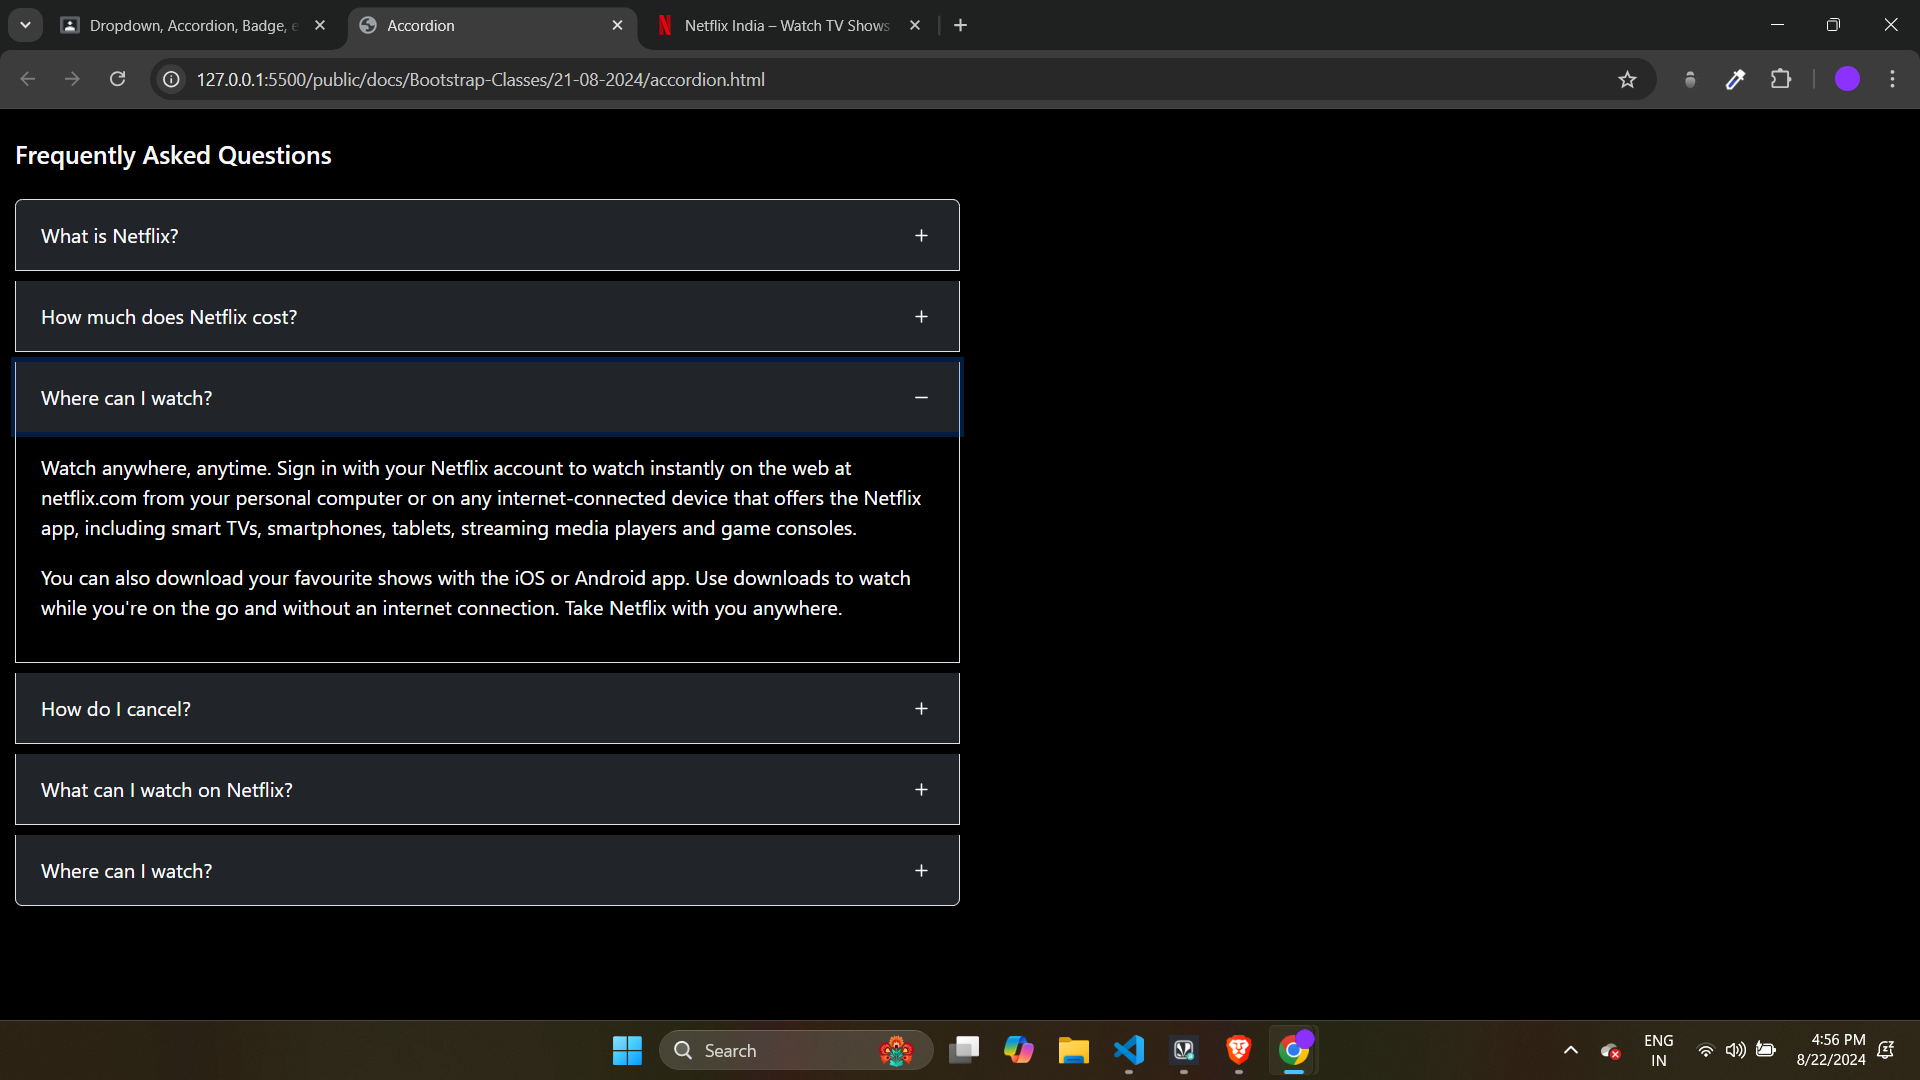 Dropdown, Accordion, Badge, e
Accordion
Netflix India – Watch TV Shows
127.0.0.1:5500/public/docs/Bootstrap-Classes/21-08-2024/accordion.html
Frequently Asked Questions
What is Netflix?
How much does Netflix cost?
Where can I watch?
Watch anywhere, anytime. Sign in with your Netflix account to watch instantly on the web at
netflix.com from your personal computer or on any internet-connected device that offers the Netflix
app, including smart TVs, smartphones, tablets, streaming media players and game consoles.
You can also download your favourite shows with the iOS or Android app. Use downloads to watch
while you're on the go and without an internet connection. Take Netflix with you anywhere.
How do I cancel?
What can I watch on Netflix?
Where can I watch?
Search
ENG
IN
4:56 PM
8/22/2024